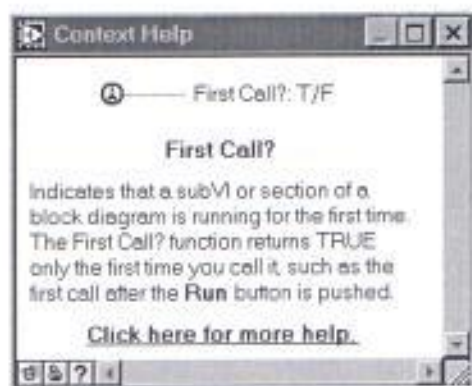 Context Help
First Call?: T/F
First Call?
Indicates that a subVI or section of a
block diagram is running for the first time.
The First Call? function returns TRUE
only the first time you call it, such as the
first call after the Run button is pushed.
Click here for more help.
?